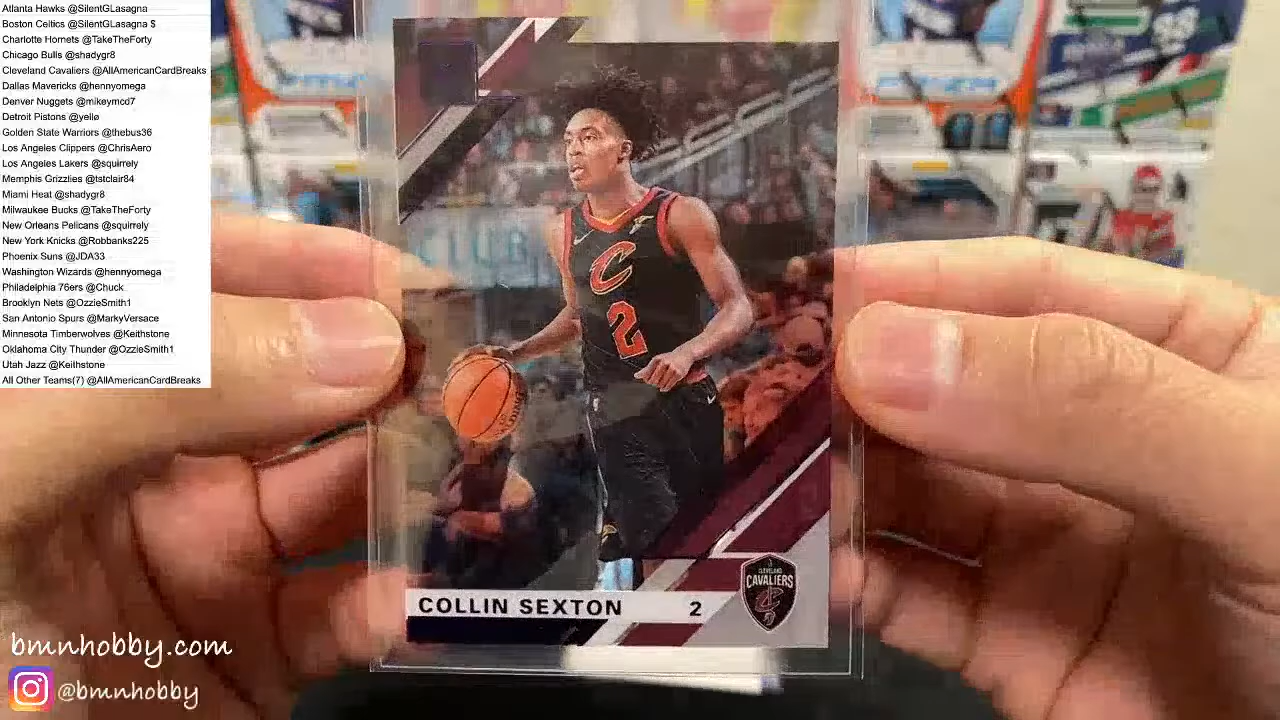 Atlanta Hawks @SilentGLasagna
Boston Celtics @SilentGLasagna $
Charlotte Hornets @TakeTheForty
Chicago Bulls @shadygr8
Cleveland Cavaliers @AllAmericanCardBreaks
Dallas Mavericks @hennyomega
Denver Nuggets @mikeymcd7
Detroit Pistons @yello
Golden State Warriors @thebus36
Los Angeles Clippers @ChrisAero
Los Angeles Lakers @squirrely
Memphis Grizzlies @tstclair84
Miami Heat @shadygr8
Milwaukee Bucks @TakeTheForty
New Orleans Pelicans @squirrely
New York Knicks @Robbanks225
Phoenix Suns @JDA33
Washington Wizards @hennyomega
Philadelphia 76ers @Chuck
Brooklyn Nets @OzzieSmith1
San Antonio Spurs @MarkyVersace
Minnesota Timberwolves @Keithstone
Oklahoma City Thunder @OzzieSmith1
Utah Jazz @Keithstone
All Other Teams(7) @AllAmericanCardBreaks
C
2
COLLIN SEXTON 2
CLEVELAND
CAVALIERS
C
bmnhobby.com
@bmnhobby